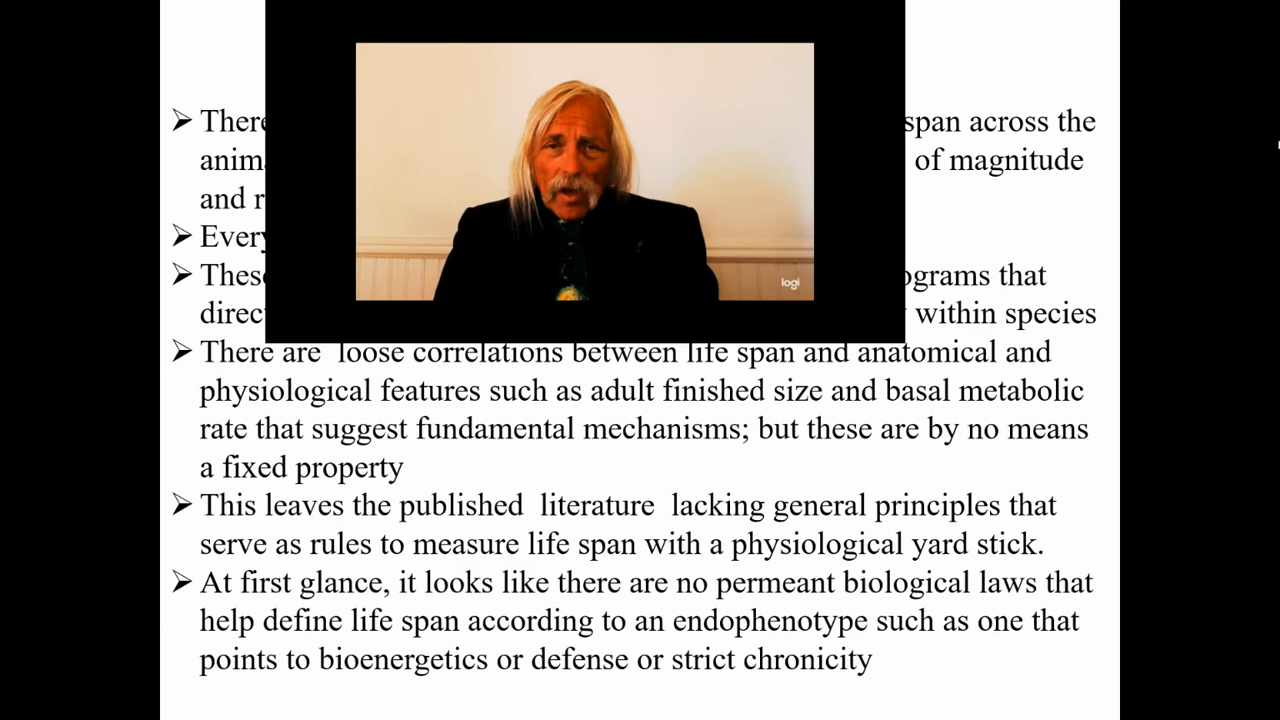 ➢ There span across the
anim of magnitude
and r
➢ Every
➢ These ograms that
direc within species
➢ There are loose correlations between life span and anatomical and
physiological features such as adult finished size and basal metabolic
rate that suggest fundamental mechanisms; but these are by no means
a fixed property
➢ This leaves the published literature lacking general principles that
serve as rules to measure life span with a physiological yard stick.
➢ At first glance, it looks like there are no permeant biological laws that
help define life span according to an endophenotype such as one that
points to bioenergetics or defense or strict chronicity
logi